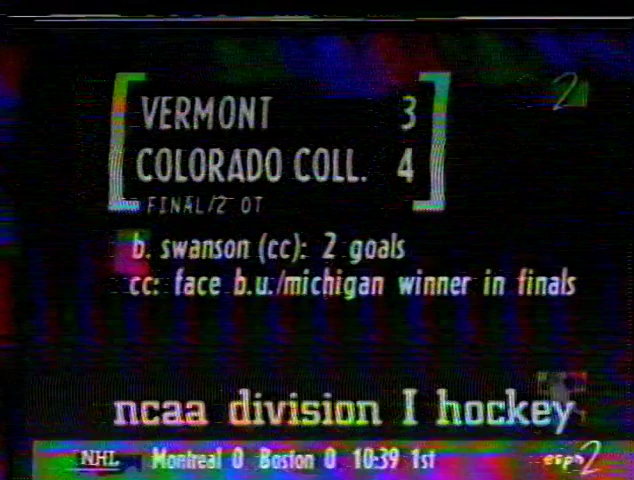 2
VERMONT 3
COLORADO COLL. 4
FINAL/2 OT
b. swanson (cc): 2 goals
cc: face b.u./michigan winner in finals
ncaa division I hockey
NHL Montreal 0 Boston 0 10:39 1st espn2